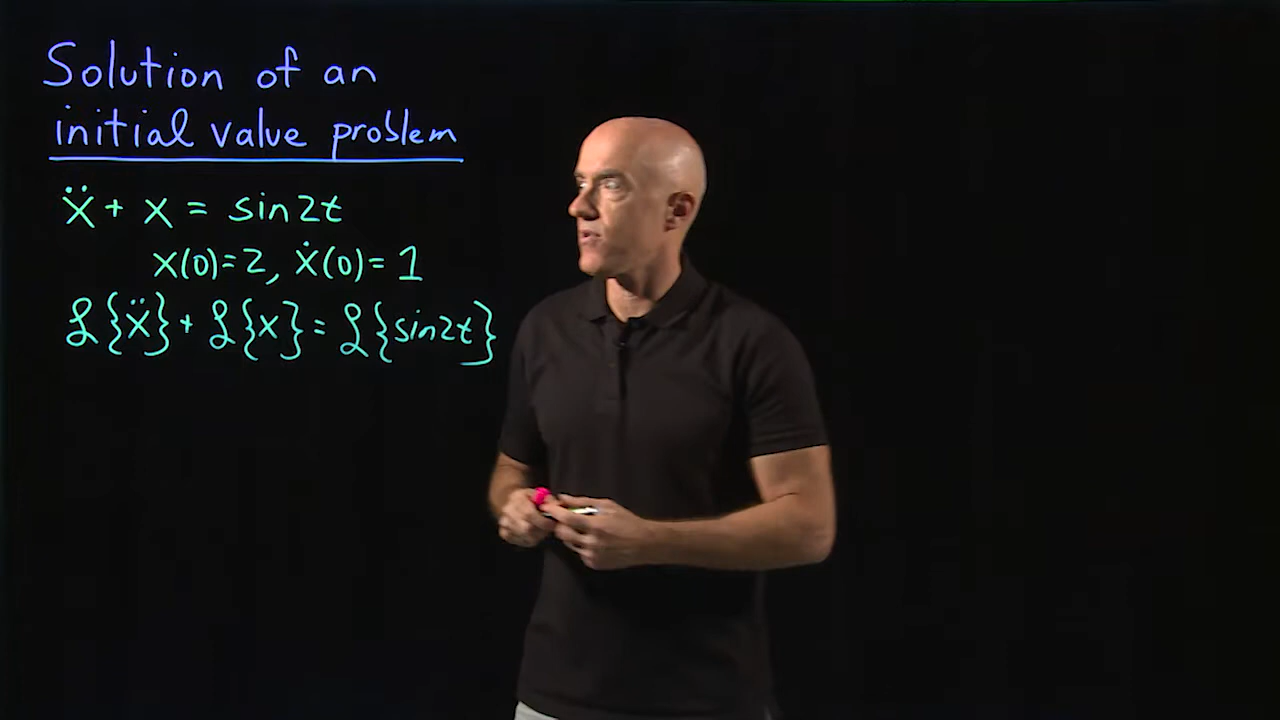 Solution of an
initial value problem
ẍ + x = sin2t
x(0)=2, ẋ(0)=1
ℒ{ẍ} + ℒ{x} = ℒ{sin2t}